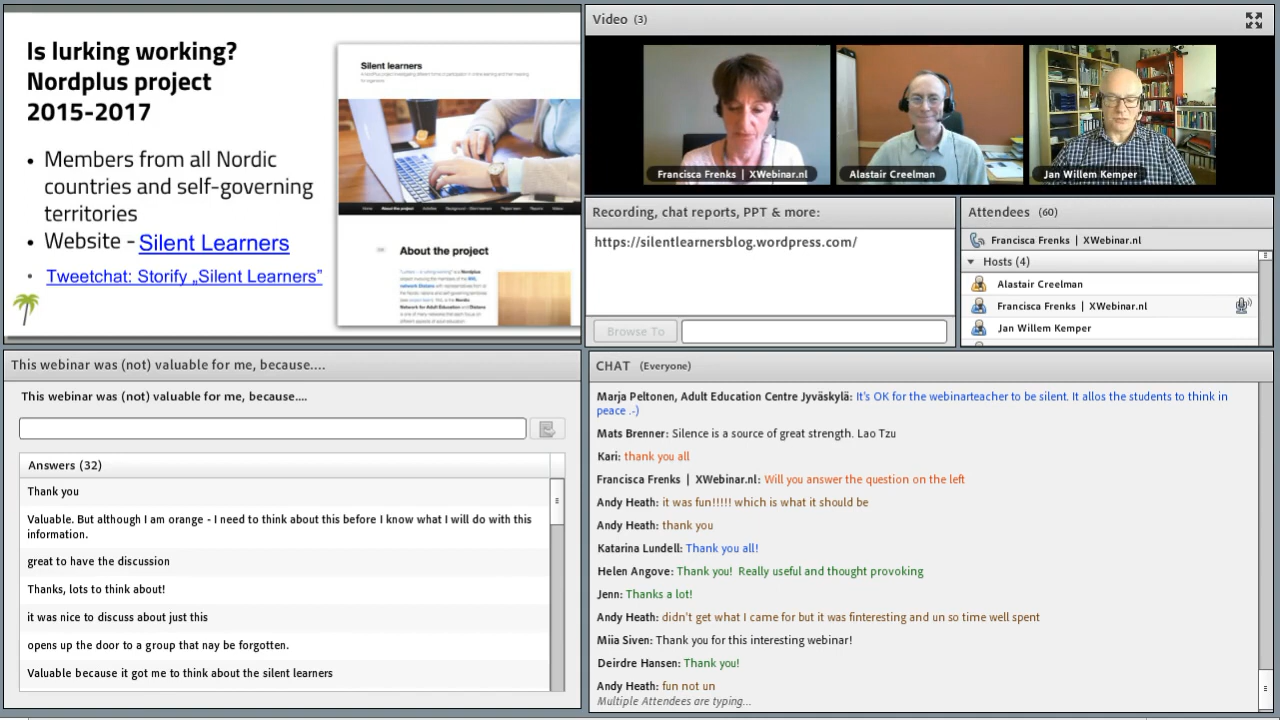 Is lurking working?
Nordplus project
2015-2017
• Members from all Nordic
countries and self-governing
territories
• Website - Silent Learners
• Tweetchat: Storify „Silent Learners”
Silent learners
About the project
Video (3)
Francisca Frenks | XWebinar.nl
Alastair Creelman
Jan Willem Kemper
Recording, chat reports, PPT & more:
https://silentlearnersblog.wordpress.com/
Browse To
Attendees (60)
Francisca Frenks | XWebinar.nl
Hosts (4)
Alastair Creelman
Francisca Frenks | XWebinar.nl
Jan Willem Kemper
This webinar was (not) valuable for me, because....
This webinar was (not) valuable for me, because....
Answers (32)
Thank you
Valuable. But although I am orange - I need to think about this before I know what I will do with this
information.
great to have the discussion
Thanks, lots to think about!
it was nice to discuss about just this
opens up the door to a group that nay be forgotten.
Valuable because it got me to think about the silent learners
CHAT (Everyone)
Marja Peltonen, Adult Education Centre Jyväskylä: It's OK for the webinarteacher to be silent. It allos the students to think in
peace .-)
Mats Brenner: Silence is a source of great strength. Lao Tzu
Kari: thank you all
Francisca Frenks | XWebinar.nl: Will you answer the question on the left
Andy Heath: it was fun!!!!! which is what it should be
Andy Heath: thank you
Katarina Lundell: Thank you all!
Helen Angove: Thank you! Really useful and thought provoking
Jenn: Thanks a lot!
Andy Heath: didn't get what I came for but it was finteresting and un so time well spent
Miia Siven: Thank you for this interesting webinar!
Deirdre Hansen: Thank you!
Andy Heath: fun not un
Multiple Attendees are typing...